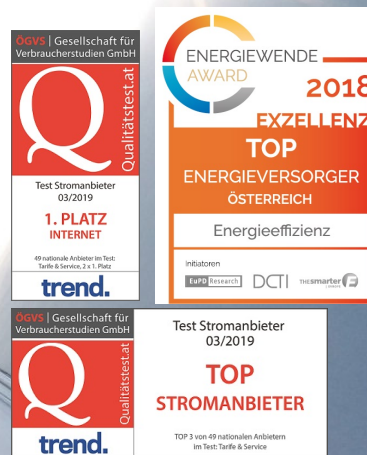 ÖGVS | Gesellschaft für
Verbraucherstudien GmbH
Q
Qualitätstest.at
Test Stromanbieter
03/2019
1. PLATZ
INTERNET
49 nationale Anbieter im Test:
Tarife & Service, 2 x 1. Platz
trend.
ENERGIEWENDE
AWARD
2018
EXZELLENZ
TOP
ENERGIEVERSORGER
ÖSTERREICH
Energieeffizienz
Initiatoren
EuPD Research DCTI THE smarter E
ÖGVS | Gesellschaft für
Verbraucherstudien GmbH
Q
Qualitätstest.at
trend.
Test Stromanbieter
03/2019
TOP
STROMANBIETER
TOP 3 von 49 nationalen Anbietern
im Test: Tarife & Service